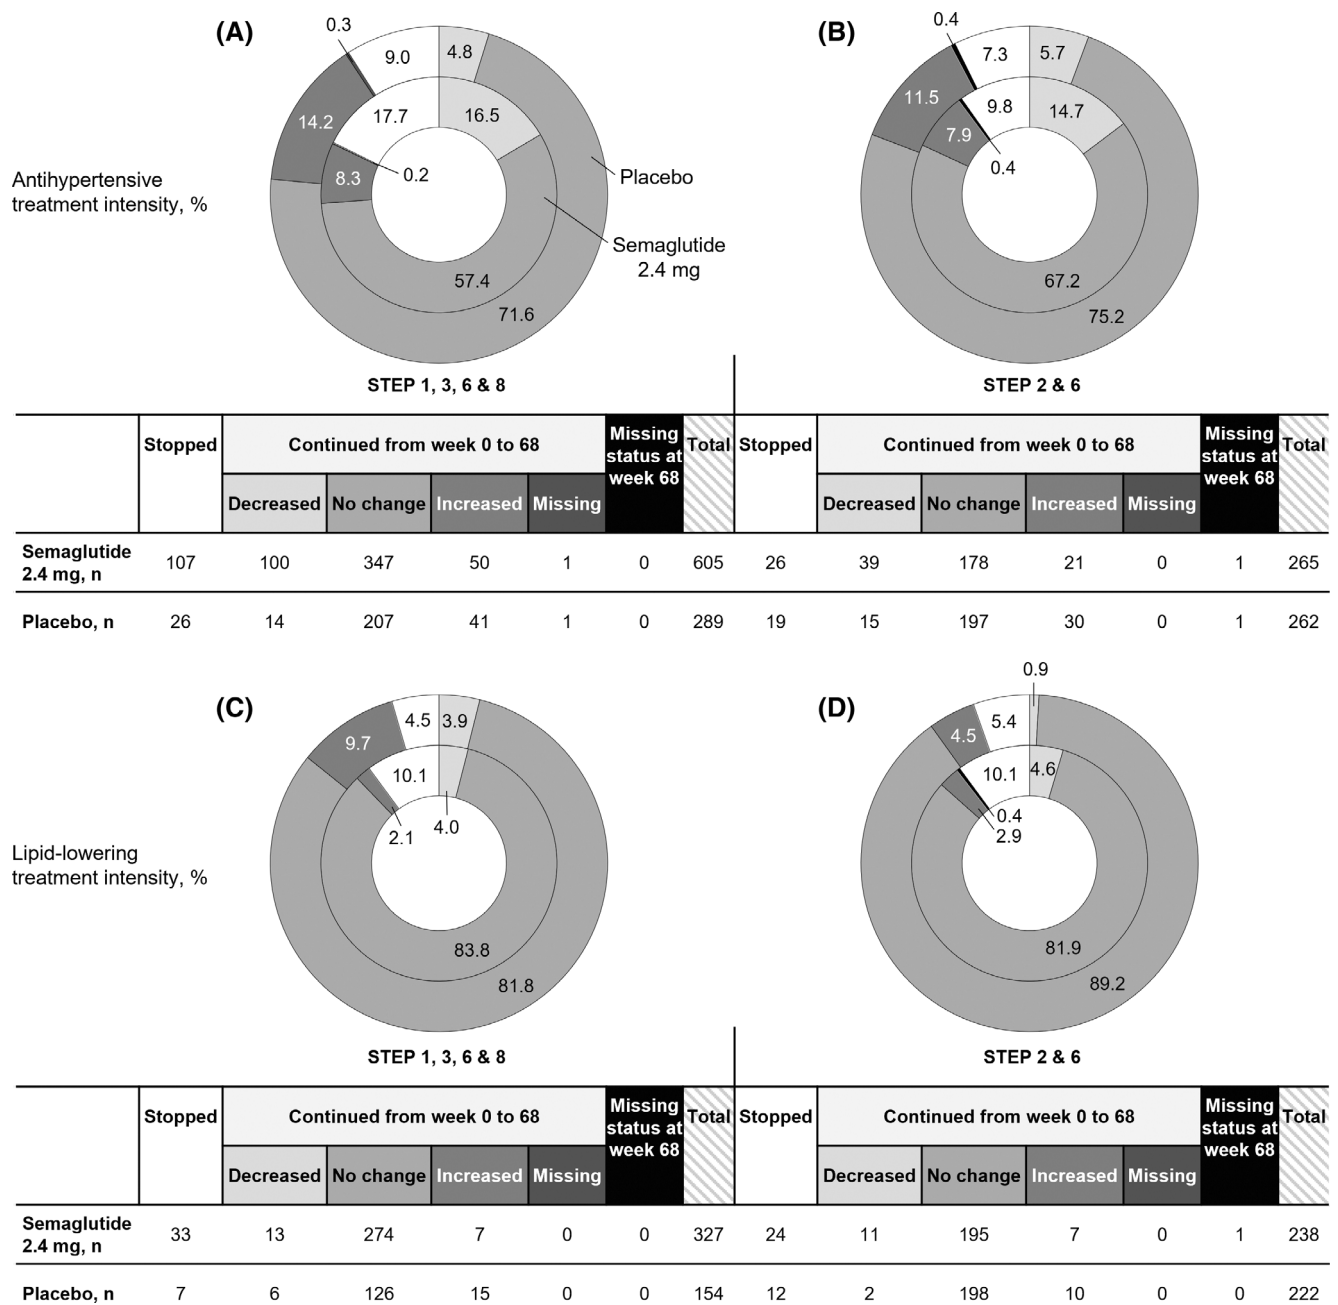 (A)
0.3
9.0
4.8
14.2
17.7
16.5
8.3
0.2
Placebo
Semaglutide
2.4 mg
57.4
71.6
Antihypertensive
treatment intensity, %
STEP 1, 3, 6 & 8
(B)
0.4
7.3
5.7
11.5
9.8
14.7
7.9
0.4
67.2
75.2
STEP 2 & 6
Stopped
Continued from week 0 to 68
Missing
status at
week 68
Total
Decreased
No change
Increased
Missing
Stopped
Continued from week 0 to 68
Missing
status at
week 68
Total
Decreased
No change
Increased
Missing
Semaglutide
2.4 mg, n
107 100 347 50 1 0 605 26 39 178 21 0 1 265
Placebo, n 26 14 207 41 1 0 289 19 15 197 30 0 1 262
(C)
4.5
3.9
9.7
10.1
2.1
4.0
83.8
81.8
Lipid-lowering
treatment intensity, %
STEP 1, 3, 6 & 8
(D)
0.9
5.4
4.5
10.1
4.6
0.4
2.9
81.9
89.2
STEP 2 & 6
Stopped
Continued from week 0 to 68
Missing
status at
week 68
Total
Decreased
No change
Increased
Missing
Stopped
Continued from week 0 to 68
Missing
status at
week 68
Total
Decreased
No change
Increased
Missing
Semaglutide
2.4 mg, n
33 13 274 7 0 0 327 24 11 195 7 0 1 238
Placebo, n 7 6 126 15 0 0 154 12 2 198 10 0 0 222